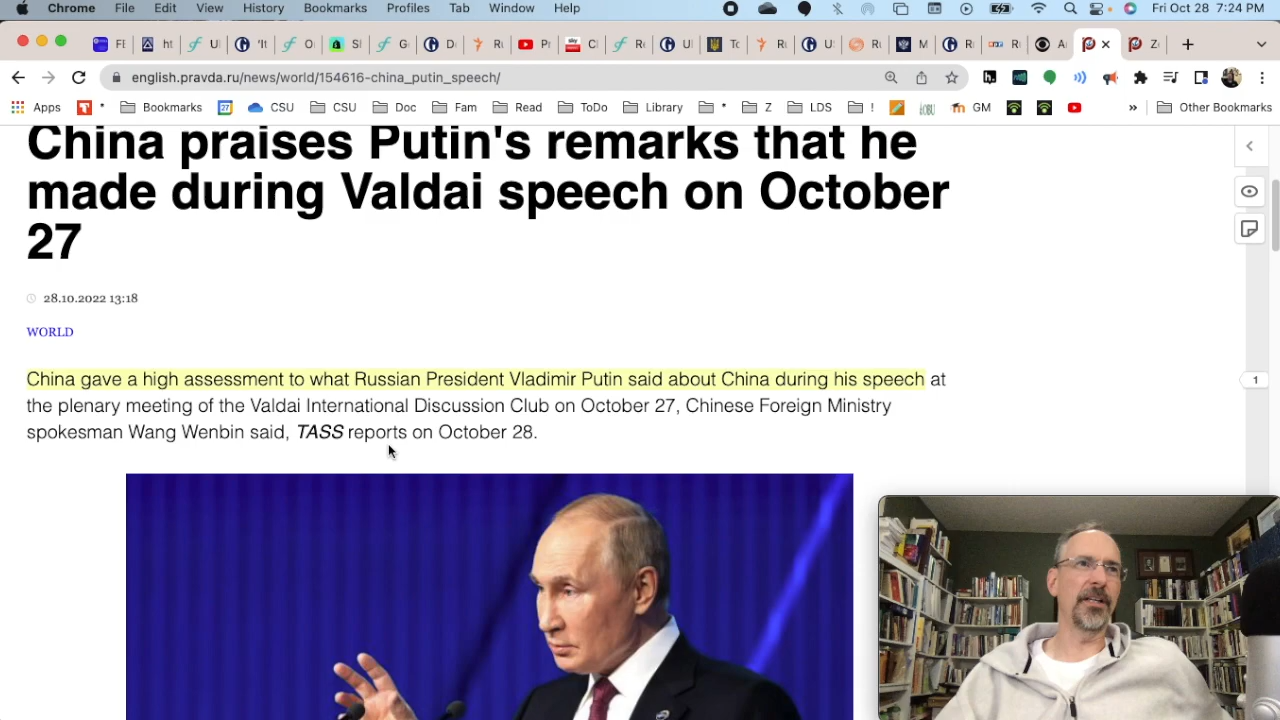 Chrome File Edit View History Bookmarks Profiles Tab Window Help Fri Oct 28 7:24 PM
english.pravda.ru/news/world/154616-china_putin_speech/
Apps Bookmarks 27 CSU CSU Doc Fam Read ToDo Library * Z LDS ! GM » Other Bookmarks
China praises Putin's remarks that he
made during Valdai speech on October
27
28.10.2022 13:18
WORLD
China gave a high assessment to what Russian President Vladimir Putin said about China during his speech at
the plenary meeting of the Valdai International Discussion Club on October 27, Chinese Foreign Ministry
spokesman Wang Wenbin said, TASS reports on October 28.
1